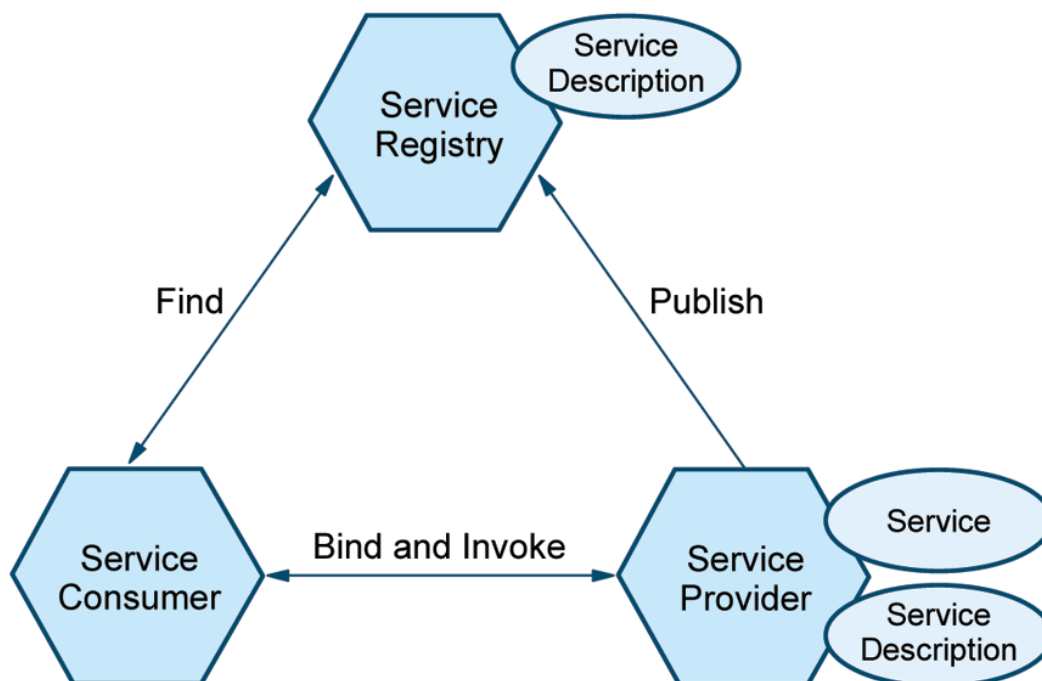 Service
Description
Service
Registry
Find
Publish
Service
Consumer
Bind and Invoke
Service
Provider
Service
Service
Description